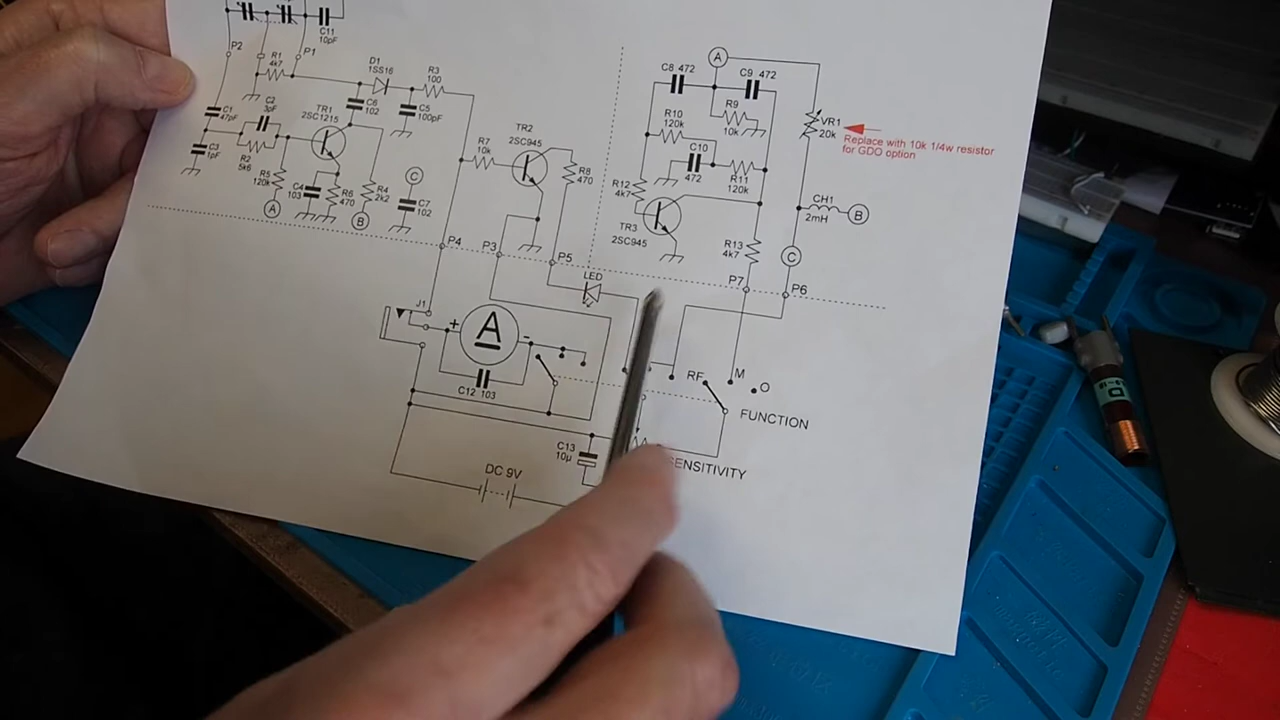 C11
10pF
P2
R1
4k7
P1
D1
1SS16
R3
100
C1
47pF
C2
3pF
TR1
2SC1215
C6
102
C5
100pF
C3
1pF
R2
5k6
R5
120k
C4
103
R6
470
R4
2k2
C
C7
102
A
B
R7
10k
TR2
2SC945
R8
470
P4
P3
P5
LED
A
C8 472
C9 472
R10
120k
R9
10k
C10
472
R11
120k
VR1
20k
Replace with 10k 1/4w resistor
for GDO option
R12
4k7
TR3
2SC945
R13
4k7
CH1
2mH
B
C
P7
P6
J1
+
A
-
C12 103
RF
M
O
FUNCTION
C13
10µ
SENSITIVITY
DC 9V